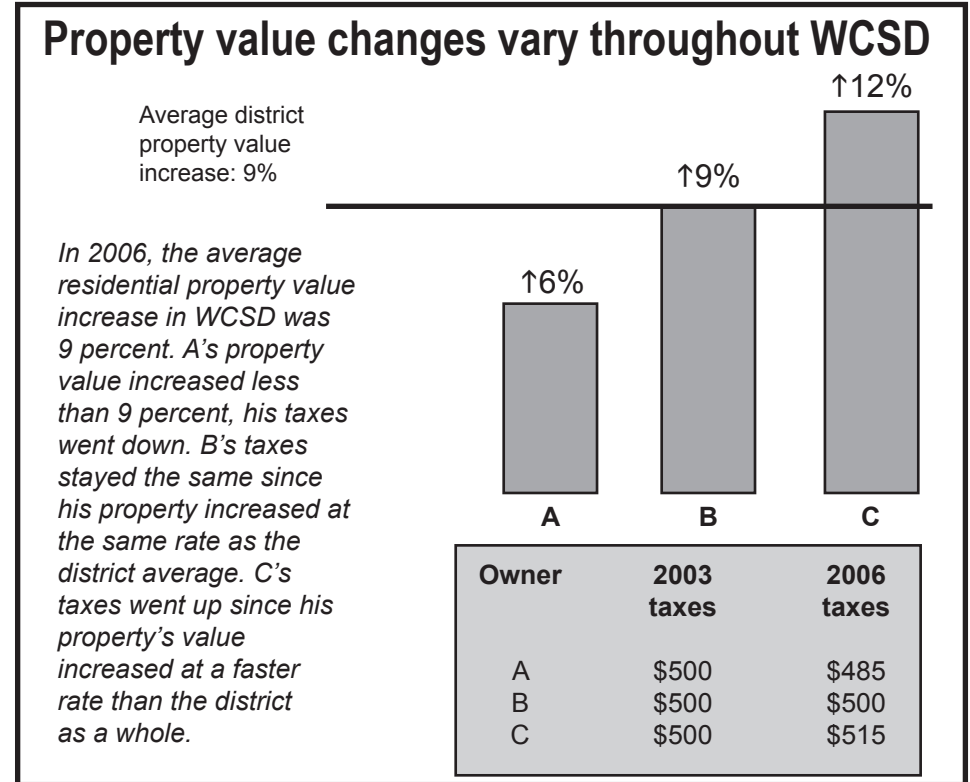 Property value changes vary throughout WCSD
Average district
property value
increase: 9%
↑12%
↑9%
↑6%
In 2006, the average
residential property value
increase in WCSD was
9 percent. A's property
value increased less
than 9 percent, his taxes
went down. B's taxes
stayed the same since
his property increased at
the same rate as the
district average. C's
taxes went up since his
property's value
increased at a faster
rate than the district
as a whole.
A B C
Owner 2003 2006
taxes taxes
A $500 $485
B $500 $500
C $500 $515